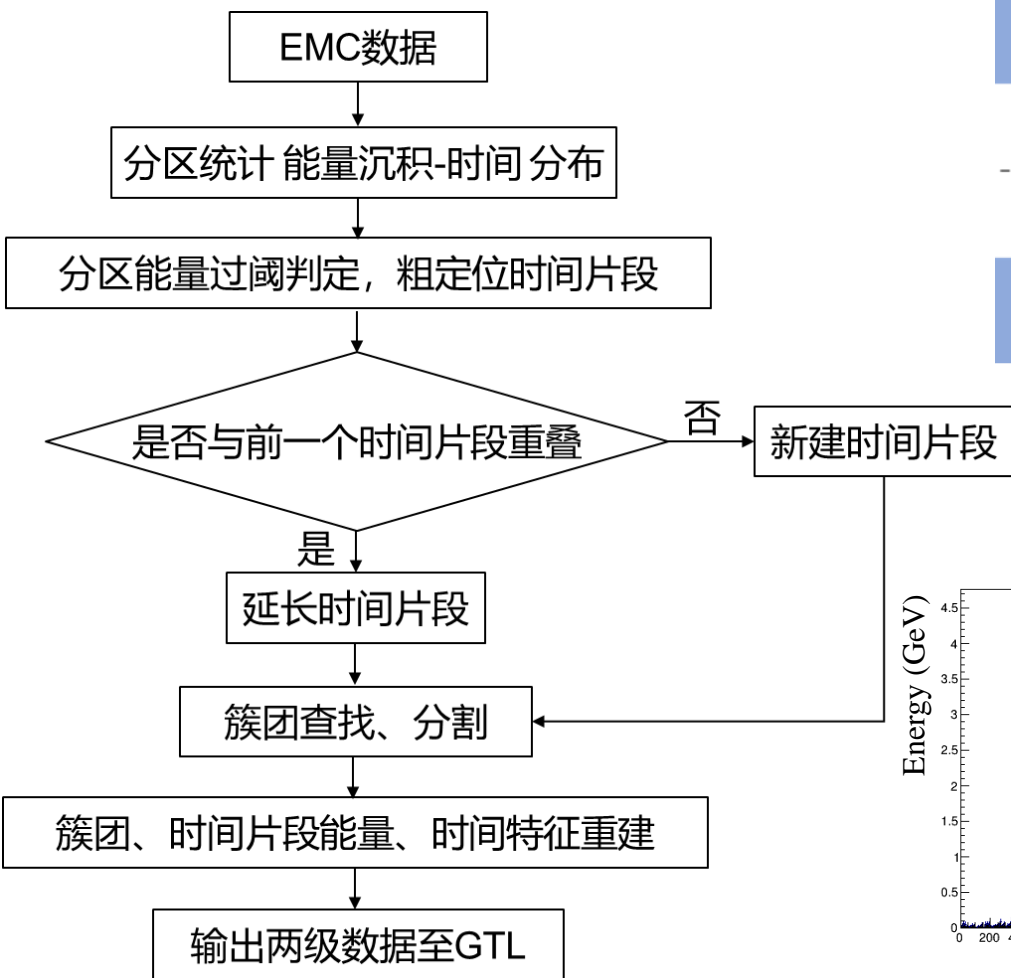 EMC数据
分区统计 能量沉积-时间 分布
分区能量过阈判定，粗定位时间片段
是否与前一个时间片段重叠
否
新建时间片段
是
延长时间片段
簇团查找、分割
簇团、时间片段能量、时间特征重建
输出两级数据至GTL
Energy (GeV)
4.5
4
3.5
3
2.5
2
1.5
1
0.5
0
0 200